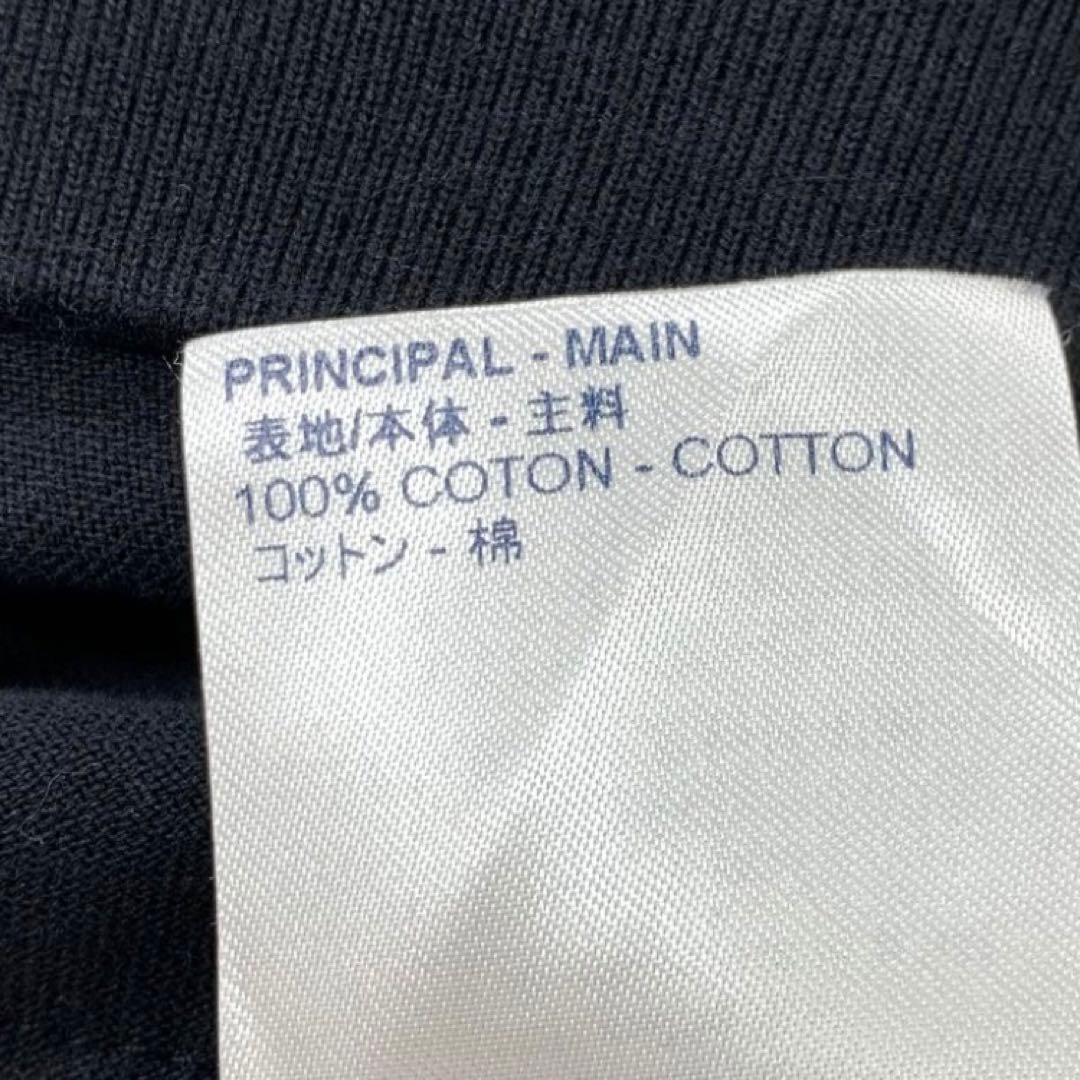 PRINCIPAL - MAIN
表地/本体 - 主料
100% COTON - COTTON
コットン - 棉